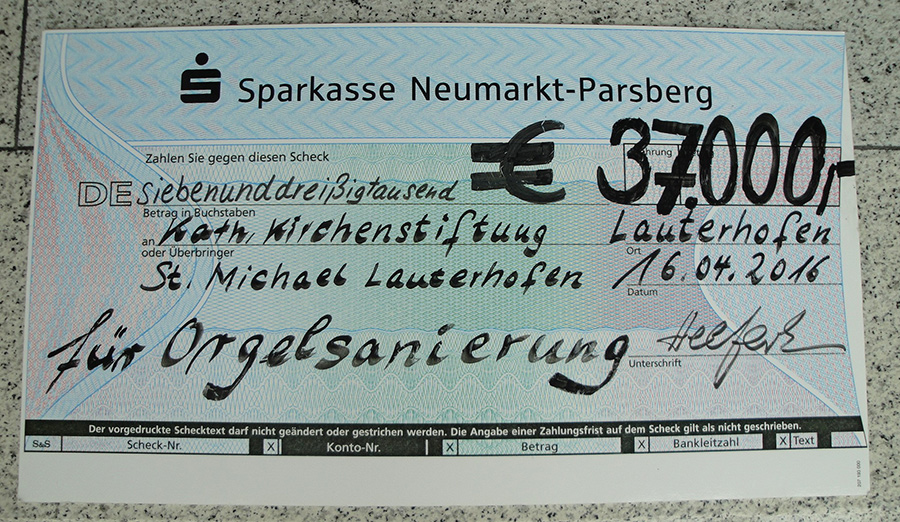 Sparkasse Neumarkt-Parsberg
Zahlen Sie gegen diesen Scheck
€ 37.000,-
DE siebenunddreißigtausend
Betrag in Buchstaben
an Kath. Kirchenstiftung Lauterhofen
oder Überbringer Ort
St. Michael Lauterhofen 16.04.2016
Datum
für Orgelsanierung
Unterschrift
Der vorgedruckte Schecktext darf nicht geändert oder gestrichen werden. Die Angabe einer Zahlungsfrist auf dem Scheck gilt als nicht geschrieben.
S&S Scheck-Nr. X Konto-Nr. X Betrag X Bankleitzahl X Text